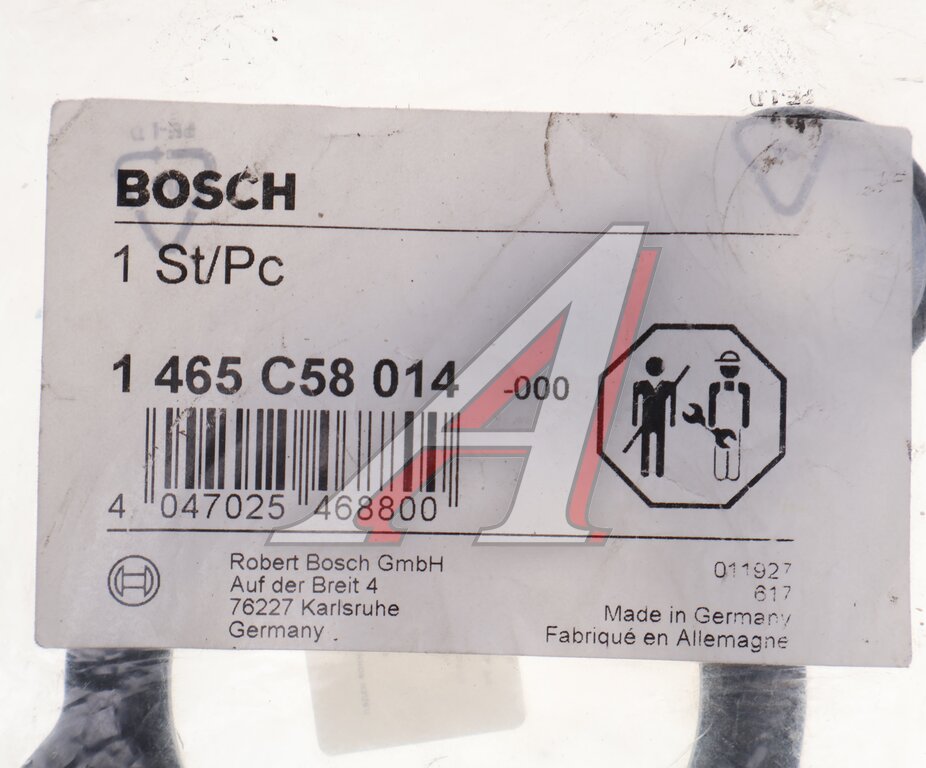 BOSCH
1 St/Pc
1 465 C58 014 -000
4 047025 468800
Robert Bosch GmbH
Auf der Breit 4
76227 Karlsruhe
Germany
011927
617
Made in Germany
Fabriqué en Allemagne